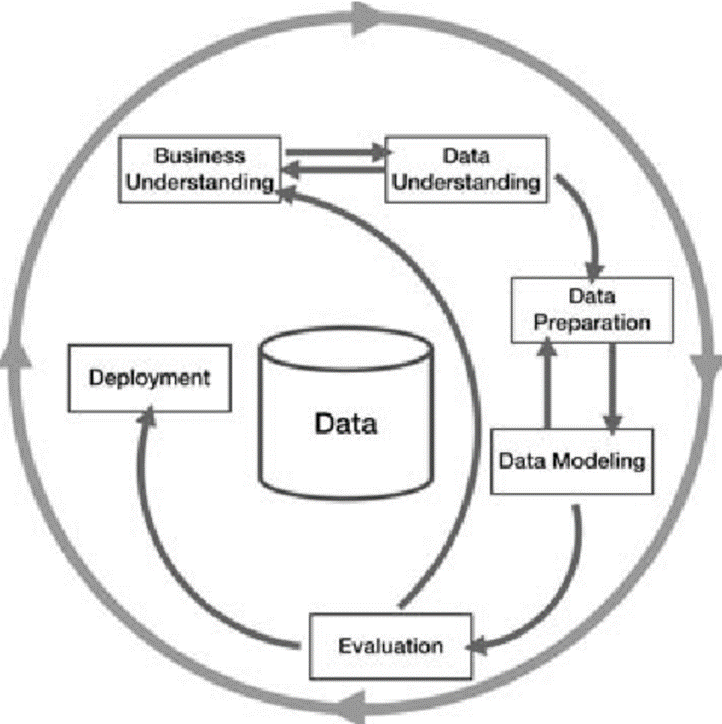 Business
Understanding
Data
Understanding
Data
Preparation
Deployment
Data
Data Modeling
Evaluation